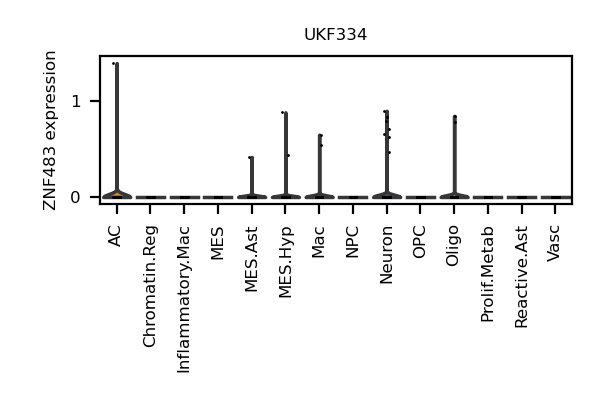 UKF334
ZNF483 expression
1
0
AC
Chromatin.Reg
Inflammatory.Mac
MES
MES.Ast
MES.Hyp
Mac
NPC
Neuron
OPC
Oligo
Prolif.Metab
Reactive.Ast
Vasc